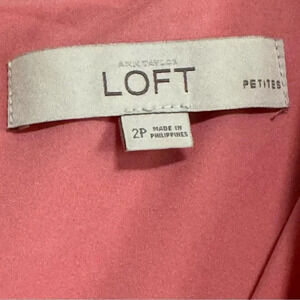 ANN TAYLOR
LOFT
PETITES
2P MADE IN
PHILIPPINES